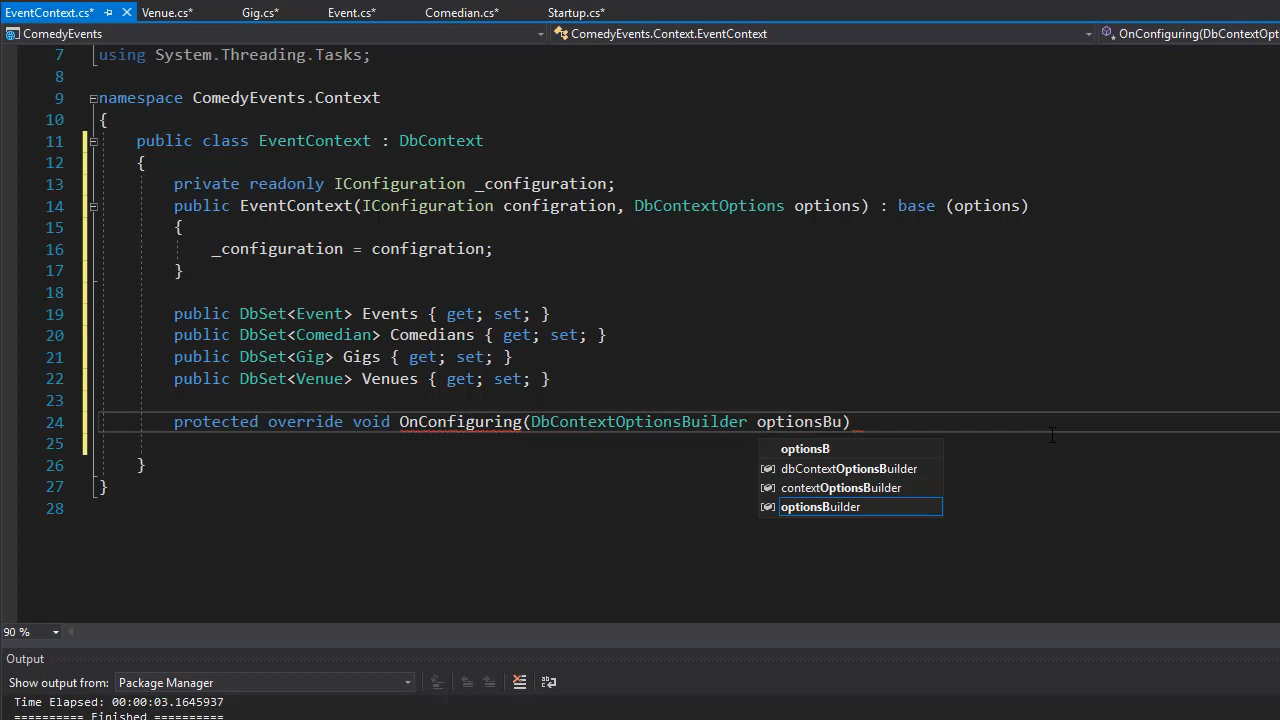 EventContext.cs*
Venue.cs*
Gig.cs*
Event.cs*
Comedian.cs*
Startup.cs*
ComedyEvents
ComedyEvents.Context.EventContext
OnConfiguring(DbContextOpt
7 using System.Threading.Tasks;
8
9 namespace ComedyEvents.Context
10 {
11 public class EventContext : DbContext
12 {
13 private readonly IConfiguration _configuration;
14 public EventContext(IConfiguration configration, DbContextOptions options) : base (options)
15 {
16 _configuration = configration;
17 }
18
19 public DbSet<Event> Events { get; set; }
20 public DbSet<Comedian> Comedians { get; set; }
21 public DbSet<Gig> Gigs { get; set; }
22 public DbSet<Venue> Venues { get; set; }
23
24 protected override void OnConfiguring(DbContextOptionsBuilder optionsBu)
25
optionsB
dbContextOptionsBuilder
contextOptionsBuilder
optionsBuilder
26 }
27 }
28
90 %
Output
Show output from: Package Manager
Time Elapsed: 00:00:03.1645937
========== Finished ==========